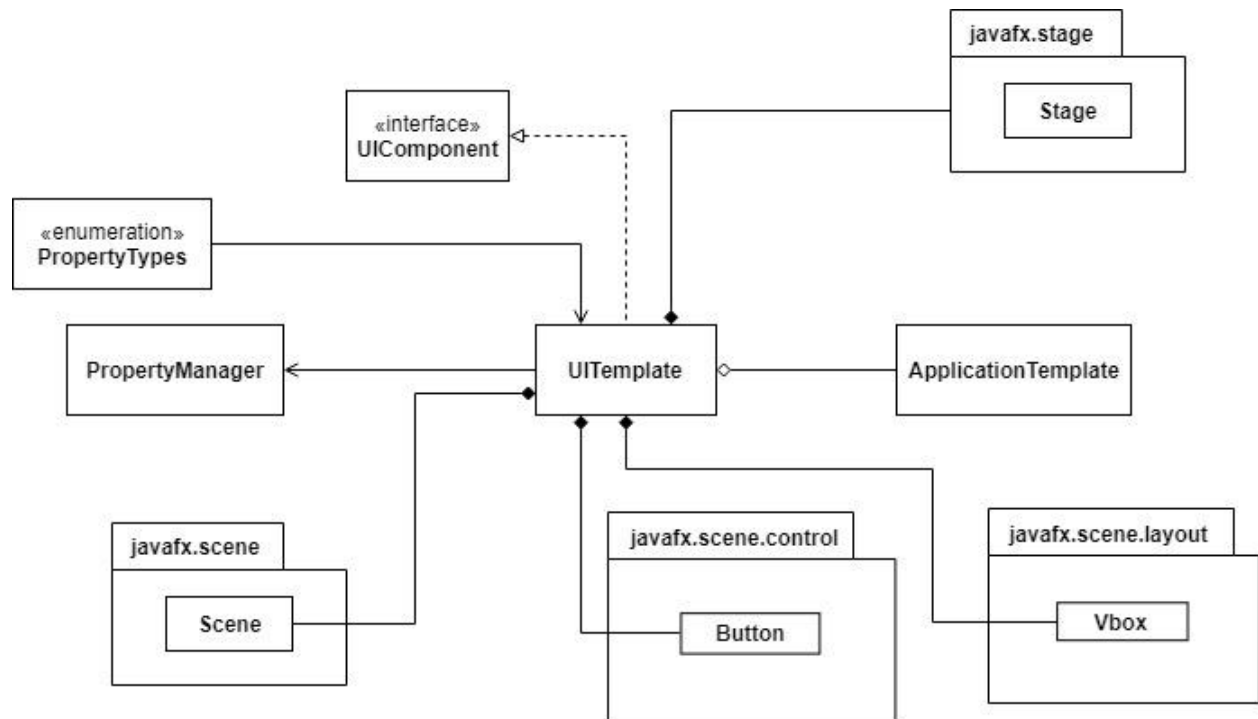 javafx.stage
Stage
«interface»
UIComponent
«enumeration»
PropertyTypes
PropertyManager
UITemplate
ApplicationTemplate
javafx.scene
Scene
javafx.scene.control
Button
javafx.scene.layout
Vbox